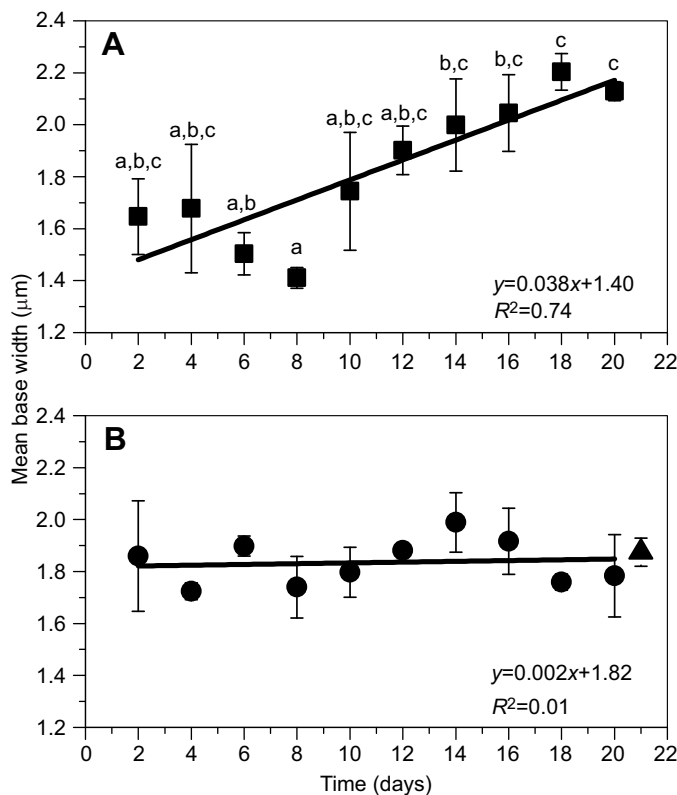 Mean base width (μm)
A
2.4
2.2
2.0
1.8
1.6
1.4
1.2
a,b,c
a,b,c
a,b
a
a,b,c
a,b,c
b,c
b,c
c
c
y=0.038x+1.40
R²=0.74
0 2 4 6 8 10 12 14 16 18 20 22
B
2.4
2.2
2.0
1.8
1.6
1.4
1.2
y=0.002x+1.82
R²=0.01
0 2 4 6 8 10 12 14 16 18 20 22
Time (days)